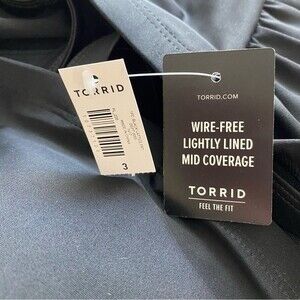 TORRID
3
TORRID.COM
WIRE-FREE
LIGHTLY LINED
MID COVERAGE
TORRID
FEEL THE FIT